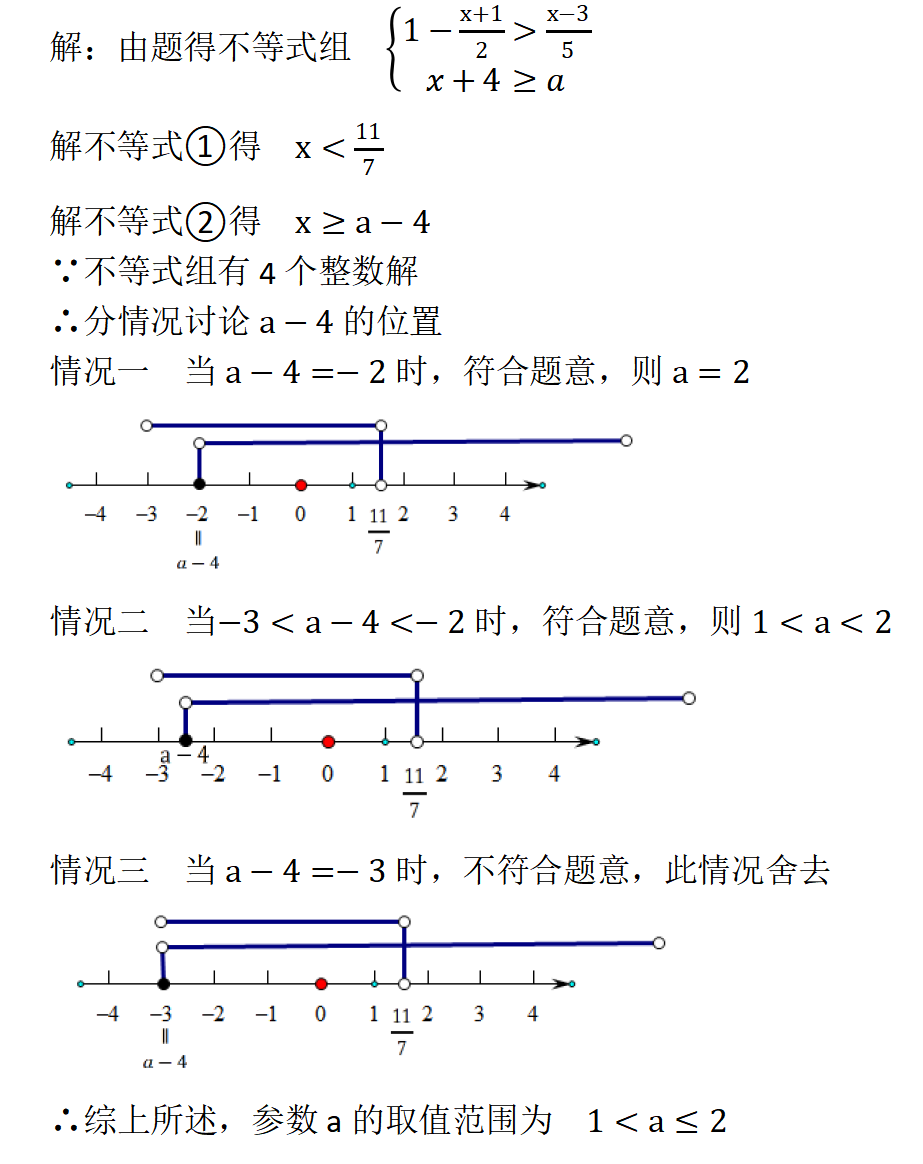 解：由题得不等式组 { 1 − (x+1)/2 > (x−3)/5
x + 4 ≥ a
解不等式①得 x < 11/7
解不等式②得 x ≥ a − 4
∵不等式组有 4 个整数解
∴分情况讨论 a − 4 的位置
情况一 当 a − 4 =− 2 时，符合题意，则 a = 2
−4 −3 −2 −1 0 1 11/7 2 3 4
॥
a − 4
情况二 当−3 < a − 4 <− 2 时，符合题意，则 1 < a < 2
a − 4
−4 −3 −2 −1 0 1 11/7 2 3 4
情况三 当 a − 4 =− 3 时，不符合题意，此情况舍去
−4 −3 −2 −1 0 1 11/7 2 3 4
॥
a − 4
∴综上所述，参数 a 的取值范围为 1 < a ≤ 2